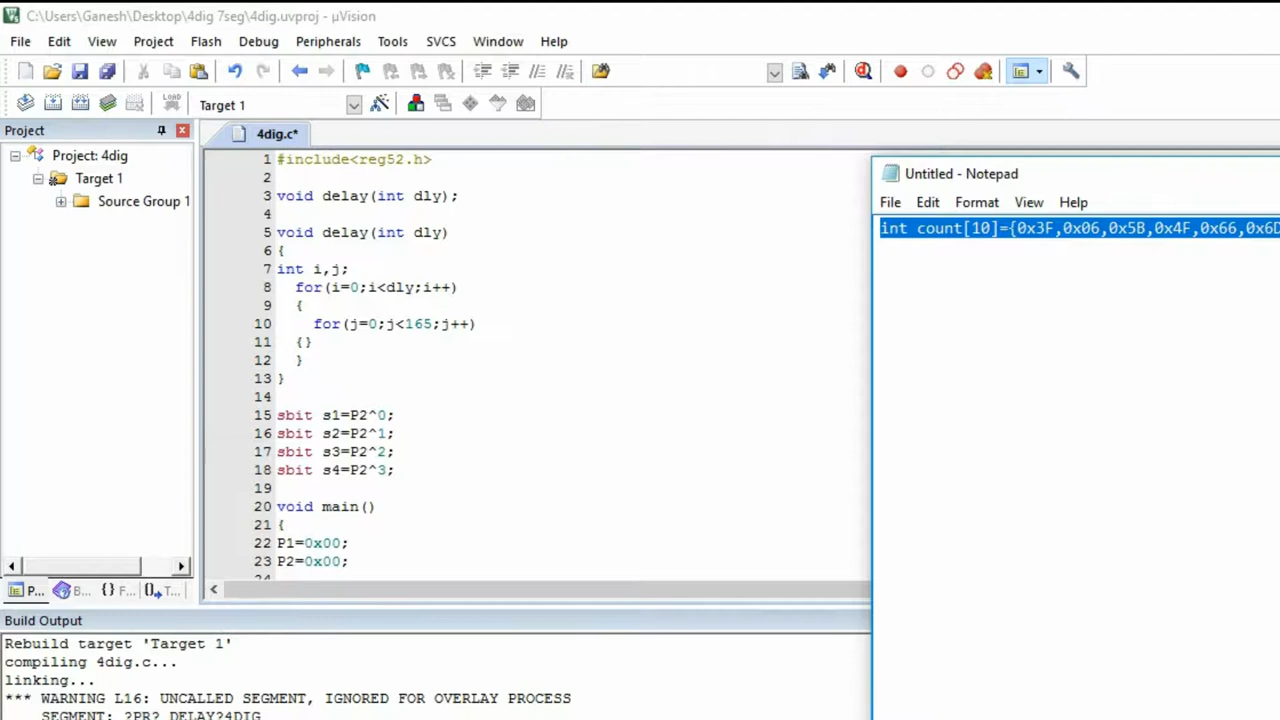 C:\Users\Ganesh\Desktop\4dig 7seg\4dig.uvproj - µVision
File Edit View Project Flash Debug Peripherals Tools SVCS Window Help
LOAD Target 1
Project
4dig.c*
Project: 4dig
Target 1
Source Group 1
1 #include<reg52.h>
2
3 void delay(int dly);
4
5 void delay(int dly)
6 {
7 int i,j;
8 for(i=0;i<dly;i++)
9 {
10 for(j=0;j<165;j++)
11 {}
12 }
13 }
14
15 sbit s1=P2^0;
16 sbit s2=P2^1;
17 sbit s3=P2^2;
18 sbit s4=P2^3;
19
20 void main()
21 {
22 P1=0x00;
23 P2=0x00;
24
Untitled - Notepad
File Edit Format View Help
int count[10]={0x3F,0x06,0x5B,0x4F,0x66,0x6D
P... B... {} F... T...
Build Output
Rebuild target 'Target 1'
compiling 4dig.c...
linking...
*** WARNING L16: UNCALLED SEGMENT, IGNORED FOR OVERLAY PROCESS
SEGMENT: ?PR?_DELAY?4DIG